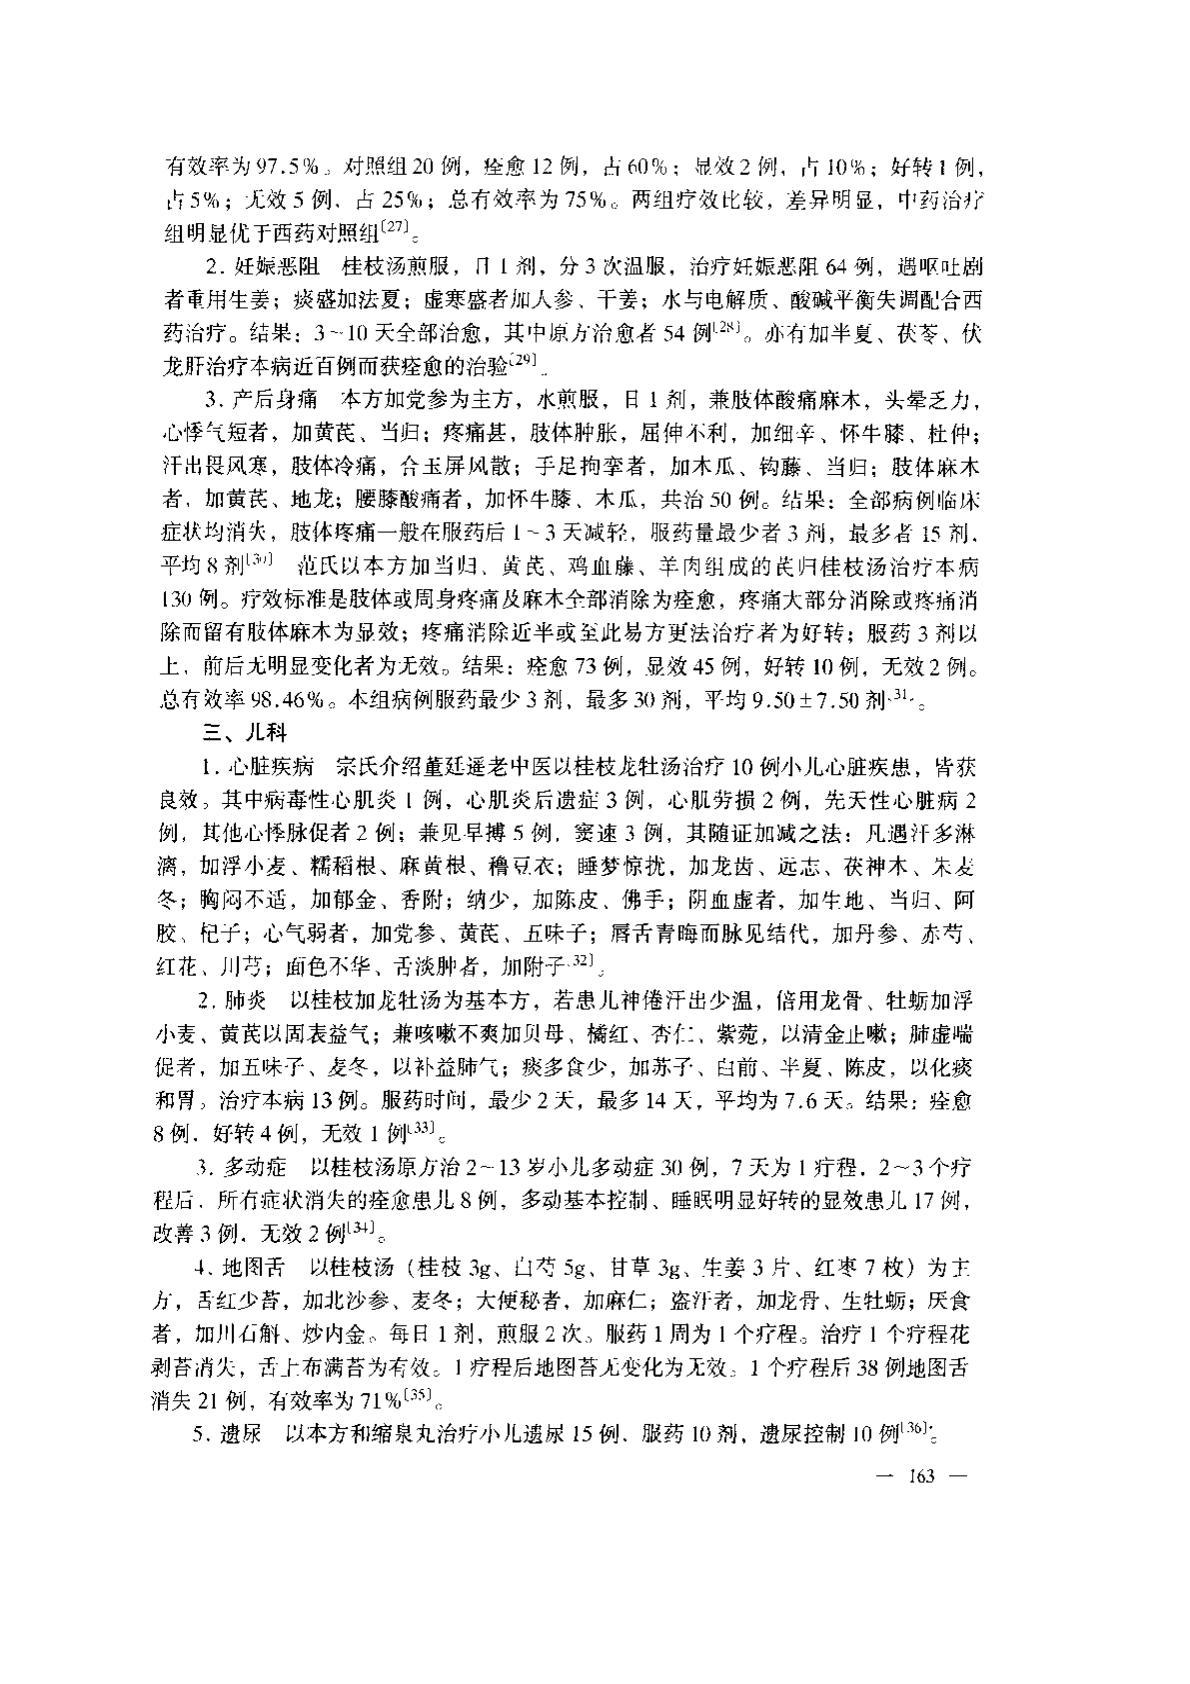 有效率为97.5%。对照组20例，痊愈12例，占60%；显效2例，占10%；好转1例，
占5%；无效5例，占25%；总有效率为75%。两组疗效比较，差异明显，中药治疗
组明显优于西药对照组〔27〕。
2. 妊娠恶阻　桂枝汤煎服，日1剂，分3次温服，治疗妊娠恶阻64例，遇呕吐剧
者重用生姜；痰盛加法夏；虚寒盛者加人参、干姜；水与电解质、酸碱平衡失调配合西
药治疗。结果：3~10天全部治愈，其中原方治愈者54例〔28〕。亦有加半夏、茯苓、伏
龙肝治疗本病近百例而获痊愈的治验〔29〕。
3. 产后身痛　本方加党参为主方，水煎服，日1剂，兼肢体酸痛麻木，头晕乏力，
心悸气短者，加黄芪、当归；疼痛甚，肢体肿胀，屈伸不利，加细辛、怀牛膝、杜仲；
汗出畏风寒，肢体冷痛，合玉屏风散；手足拘挛者，加木瓜、钩藤、当归；肢体麻木
者，加黄芪、地龙；腰膝酸痛者，加怀牛膝、木瓜，共治50例。结果：全部病例临床
症状均消失，肢体疼痛一般在服药后1~3天减轻，服药量最少者3剂，最多者15剂，
平均8剂〔30〕　范氏以本方加当归、黄芪、鸡血藤、羊肉组成的芪归桂枝汤治疗本病
130例。疗效标准是肢体或周身疼痛及麻木全部消除为痊愈，疼痛大部分消除或疼痛消
除而留有肢体麻木为显效；疼痛消除近半或至此易方更法治疗者为好转；服药3剂以
上，前后无明显变化者为无效。结果：痊愈73例，显效45例，好转10例，无效2例。
总有效率98.46%。本组病例服药最少3剂，最多30剂，平均9.50±7.50剂〔31〕。
三、儿科
1. 心脏疾病　宗氏介绍董廷遥老中医以桂枝龙牡汤治疗10例小儿心脏疾患，皆获
良效。其中病毒性心肌炎1例，心肌炎后遗症3例，心肌劳损2例，先天性心脏病2
例，其他心悸脉促者2例；兼见早搏5例，窦速3例，其随证加减之法：凡遇汗多淋
漓，加浮小麦、糯稻根、麻黄根、穞豆衣；睡梦惊扰，加龙齿、远志、茯神木、朱麦
冬；胸闷不适，加郁金、香附；纳少，加陈皮、佛手；阴血虚者，加生地、当归、阿
胶、杞子；心气弱者，加党参、黄芪、五味子；唇舌青晦而脉见结代，加丹参、赤芍、
红花、川芎；面色不华、舌淡肿者，加附子〔32〕。
2. 肺炎　以桂枝加龙牡汤为基本方，若患儿神倦汗出少温，倍用龙骨、牡蛎加浮
小麦、黄芪以固表益气；兼咳嗽不爽加贝母、橘红、杏仁、紫菀，以清金止嗽；肺虚喘
促者，加五味子、麦冬，以补益肺气；痰多食少，加苏子、白前、半夏、陈皮，以化痰
和胃。治疗本病13例。服药时间，最少2天，最多14天，平均为7.6天。结果：痊愈
8例，好转4例，无效1例〔33〕。
3. 多动症　以桂枝汤原方治2~13岁小儿多动症30例，7天为1疗程，2~3个疗
程后，所有症状消失的痊愈患儿8例，多动基本控制、睡眠明显好转的显效患儿17例，
改善3例，无效2例〔34〕。
4. 地图舌　以桂枝汤（桂枝3g、白芍5g、甘草3g、生姜3片、红枣7枚）为主
方，舌红少苔，加北沙参、麦冬；大便秘者，加麻仁；盗汗者，加龙骨、生牡蛎；厌食
者，加川石斛、炒内金。每日1剂，煎服2次。服药1周为1个疗程。治疗1个疗程花
剥苔消失，舌上布满苔为有效。1疗程后地图苔无变化为无效。1个疗程后38例地图舌
消失21例，有效率为71%〔35〕。
5. 遗尿　以本方和缩泉丸治疗小儿遗尿15例，服药10剂，遗尿控制10例〔36〕。
— 163 —